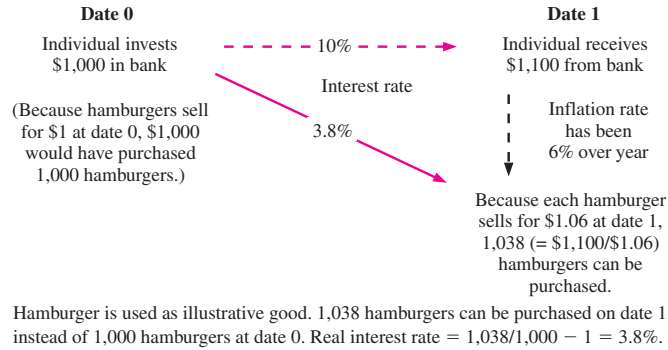 Date 0
Individual invests
$1,000 in bank
(Because hamburgers sell
for $1 at date 0, $1,000
would have purchased
1,000 hamburgers.)
10%
Interest rate
3.8%
Date 1
Individual receives
$1,100 from bank
Inflation rate
has been
6% over year
Because each hamburger
sells for $1.06 at date 1,
1,038 (= $1,100/$1.06)
hamburgers can be
purchased.
Hamburger is used as illustrative good. 1,038 hamburgers can be purchased on date 1
instead of 1,000 hamburgers at date 0. Real interest rate = 1,038/1,000 − 1 = 3.8%.